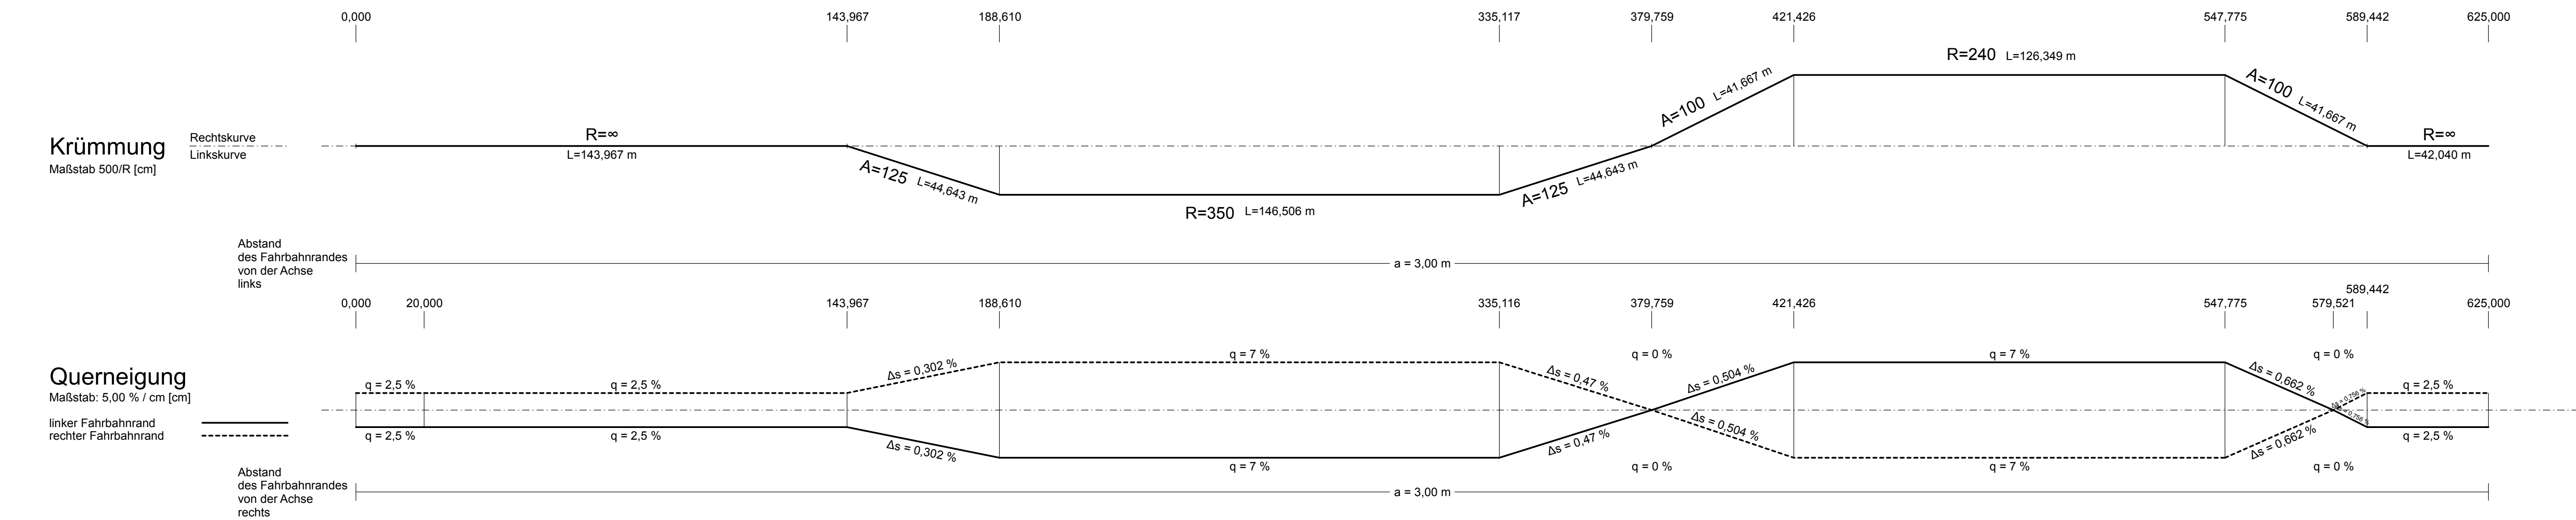 0,000 143,967 188,610 335,117 379,759 421,426 547,775 589,442 625,000
R=240 L=126,349 m
A=100 L=41,667 m
A=100 L=41,667 m
Krümmung
Maßstab 500/R [cm]
Rechtskurve
Linkskurve
R=∞
L=143,967 m
R=∞
L=42,040 m
A=125 L=44,643 m
A=125 L=44,643 m
R=350 L=146,506 m
Abstand
des Fahrbahnrandes
von der Achse
links
a = 3,00 m
589,442
0,000 20,000 143,967 188,610 335,116 379,759 421,426 547,775 579,521 625,000
q = 7 % q = 0 % q = 7 % q = 0 %
Δs = 0,302 % Δs = 0,47 % Δs = 0,504 % Δs = 0,662 %
Querneigung
Maßstab: 5,00 % / cm [cm]
q = 2,5 % q = 2,5 % q = 2,5 %
Δs = 0,756 %
Δs = 0,756 %
linker Fahrbahnrand
rechter Fahrbahnrand
q = 2,5 % q = 2,5 % q = 2,5 %
Δs = 0,302 % Δs = 0,47 % Δs = 0,504 % Δs = 0,662 %
q = 7 % q = 0 % q = 7 % q = 0 %
Abstand
des Fahrbahnrandes
von der Achse
rechts
a = 3,00 m